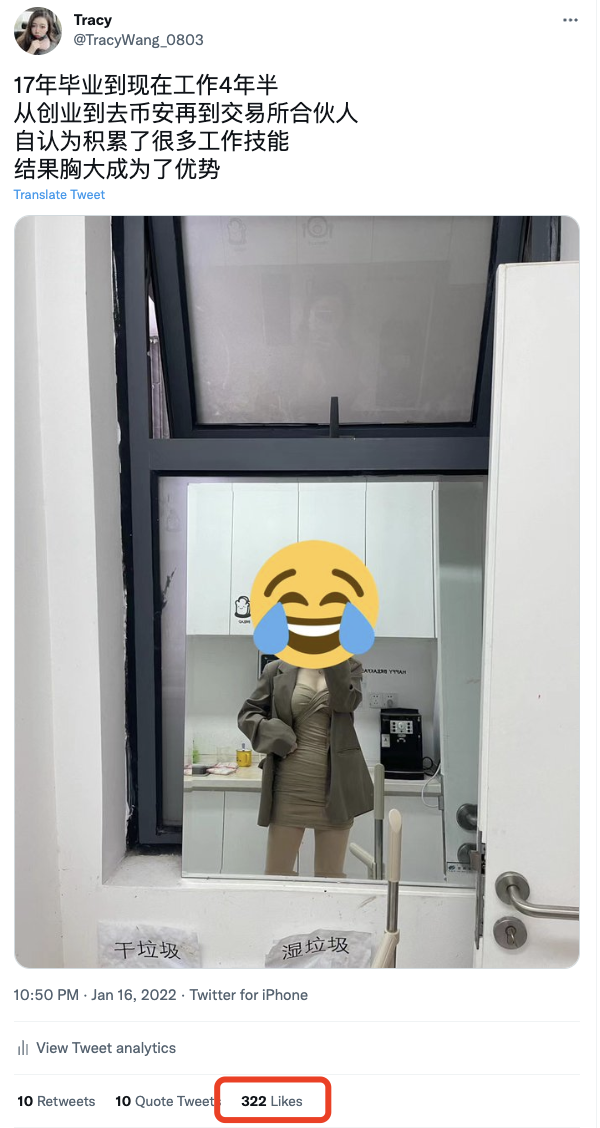 Tracy
@TracyWang_0803
17年毕业到现在工作4年半
从创业到去币安再到交易所合伙人
自认为积累了很多工作技能
结果胸大成为了优势
Translate Tweet
干垃圾
湿垃圾
10:50 PM · Jan 16, 2022 · Twitter for iPhone
View Tweet analytics
10 Retweets 10 Quote Tweets 322 Likes